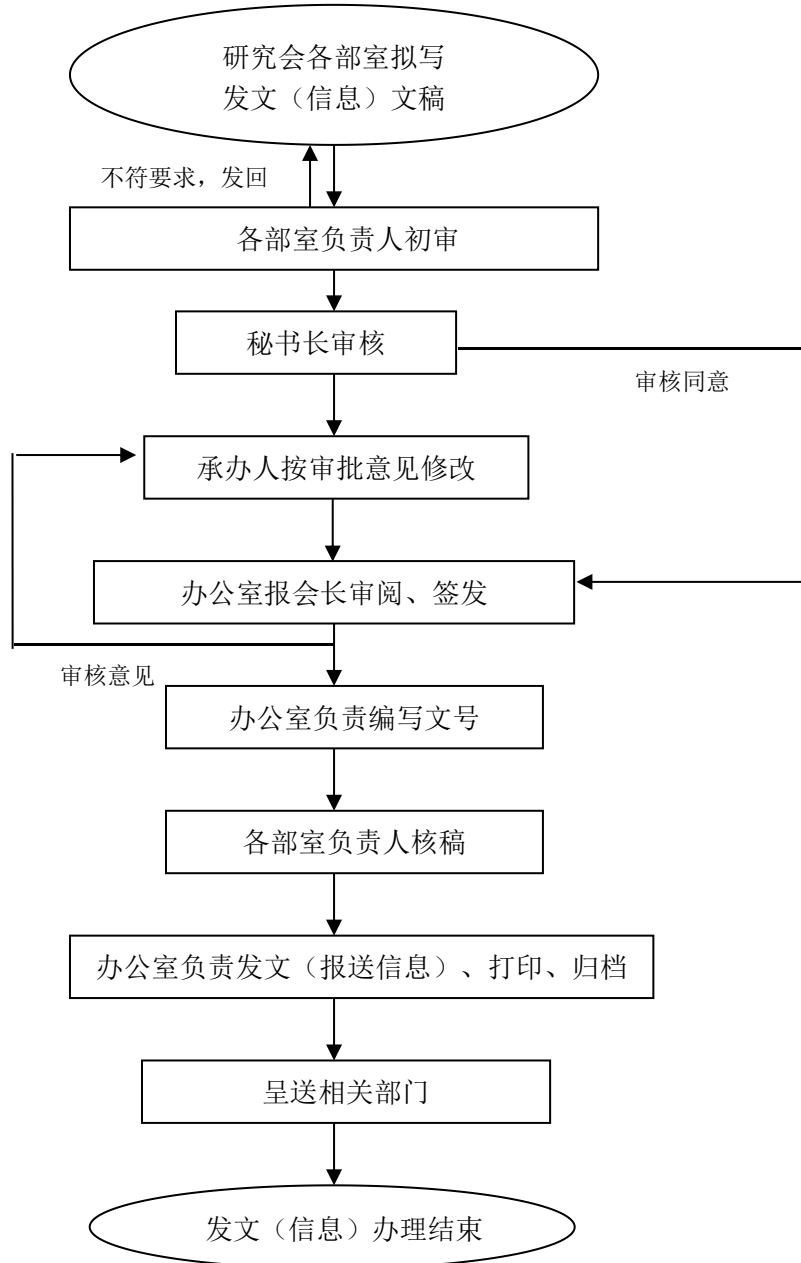 研究会各部室拟写
发文（信息）文稿
不符要求，发回
各部室负责人初审
秘书长审核
审核同意
承办人按审批意见修改
办公室报会长审阅、签发
审核意见
办公室负责编写文号
各部室负责人核稿
办公室负责发文（报送信息）、打印、归档
呈送相关部门
发文（信息）办理结束